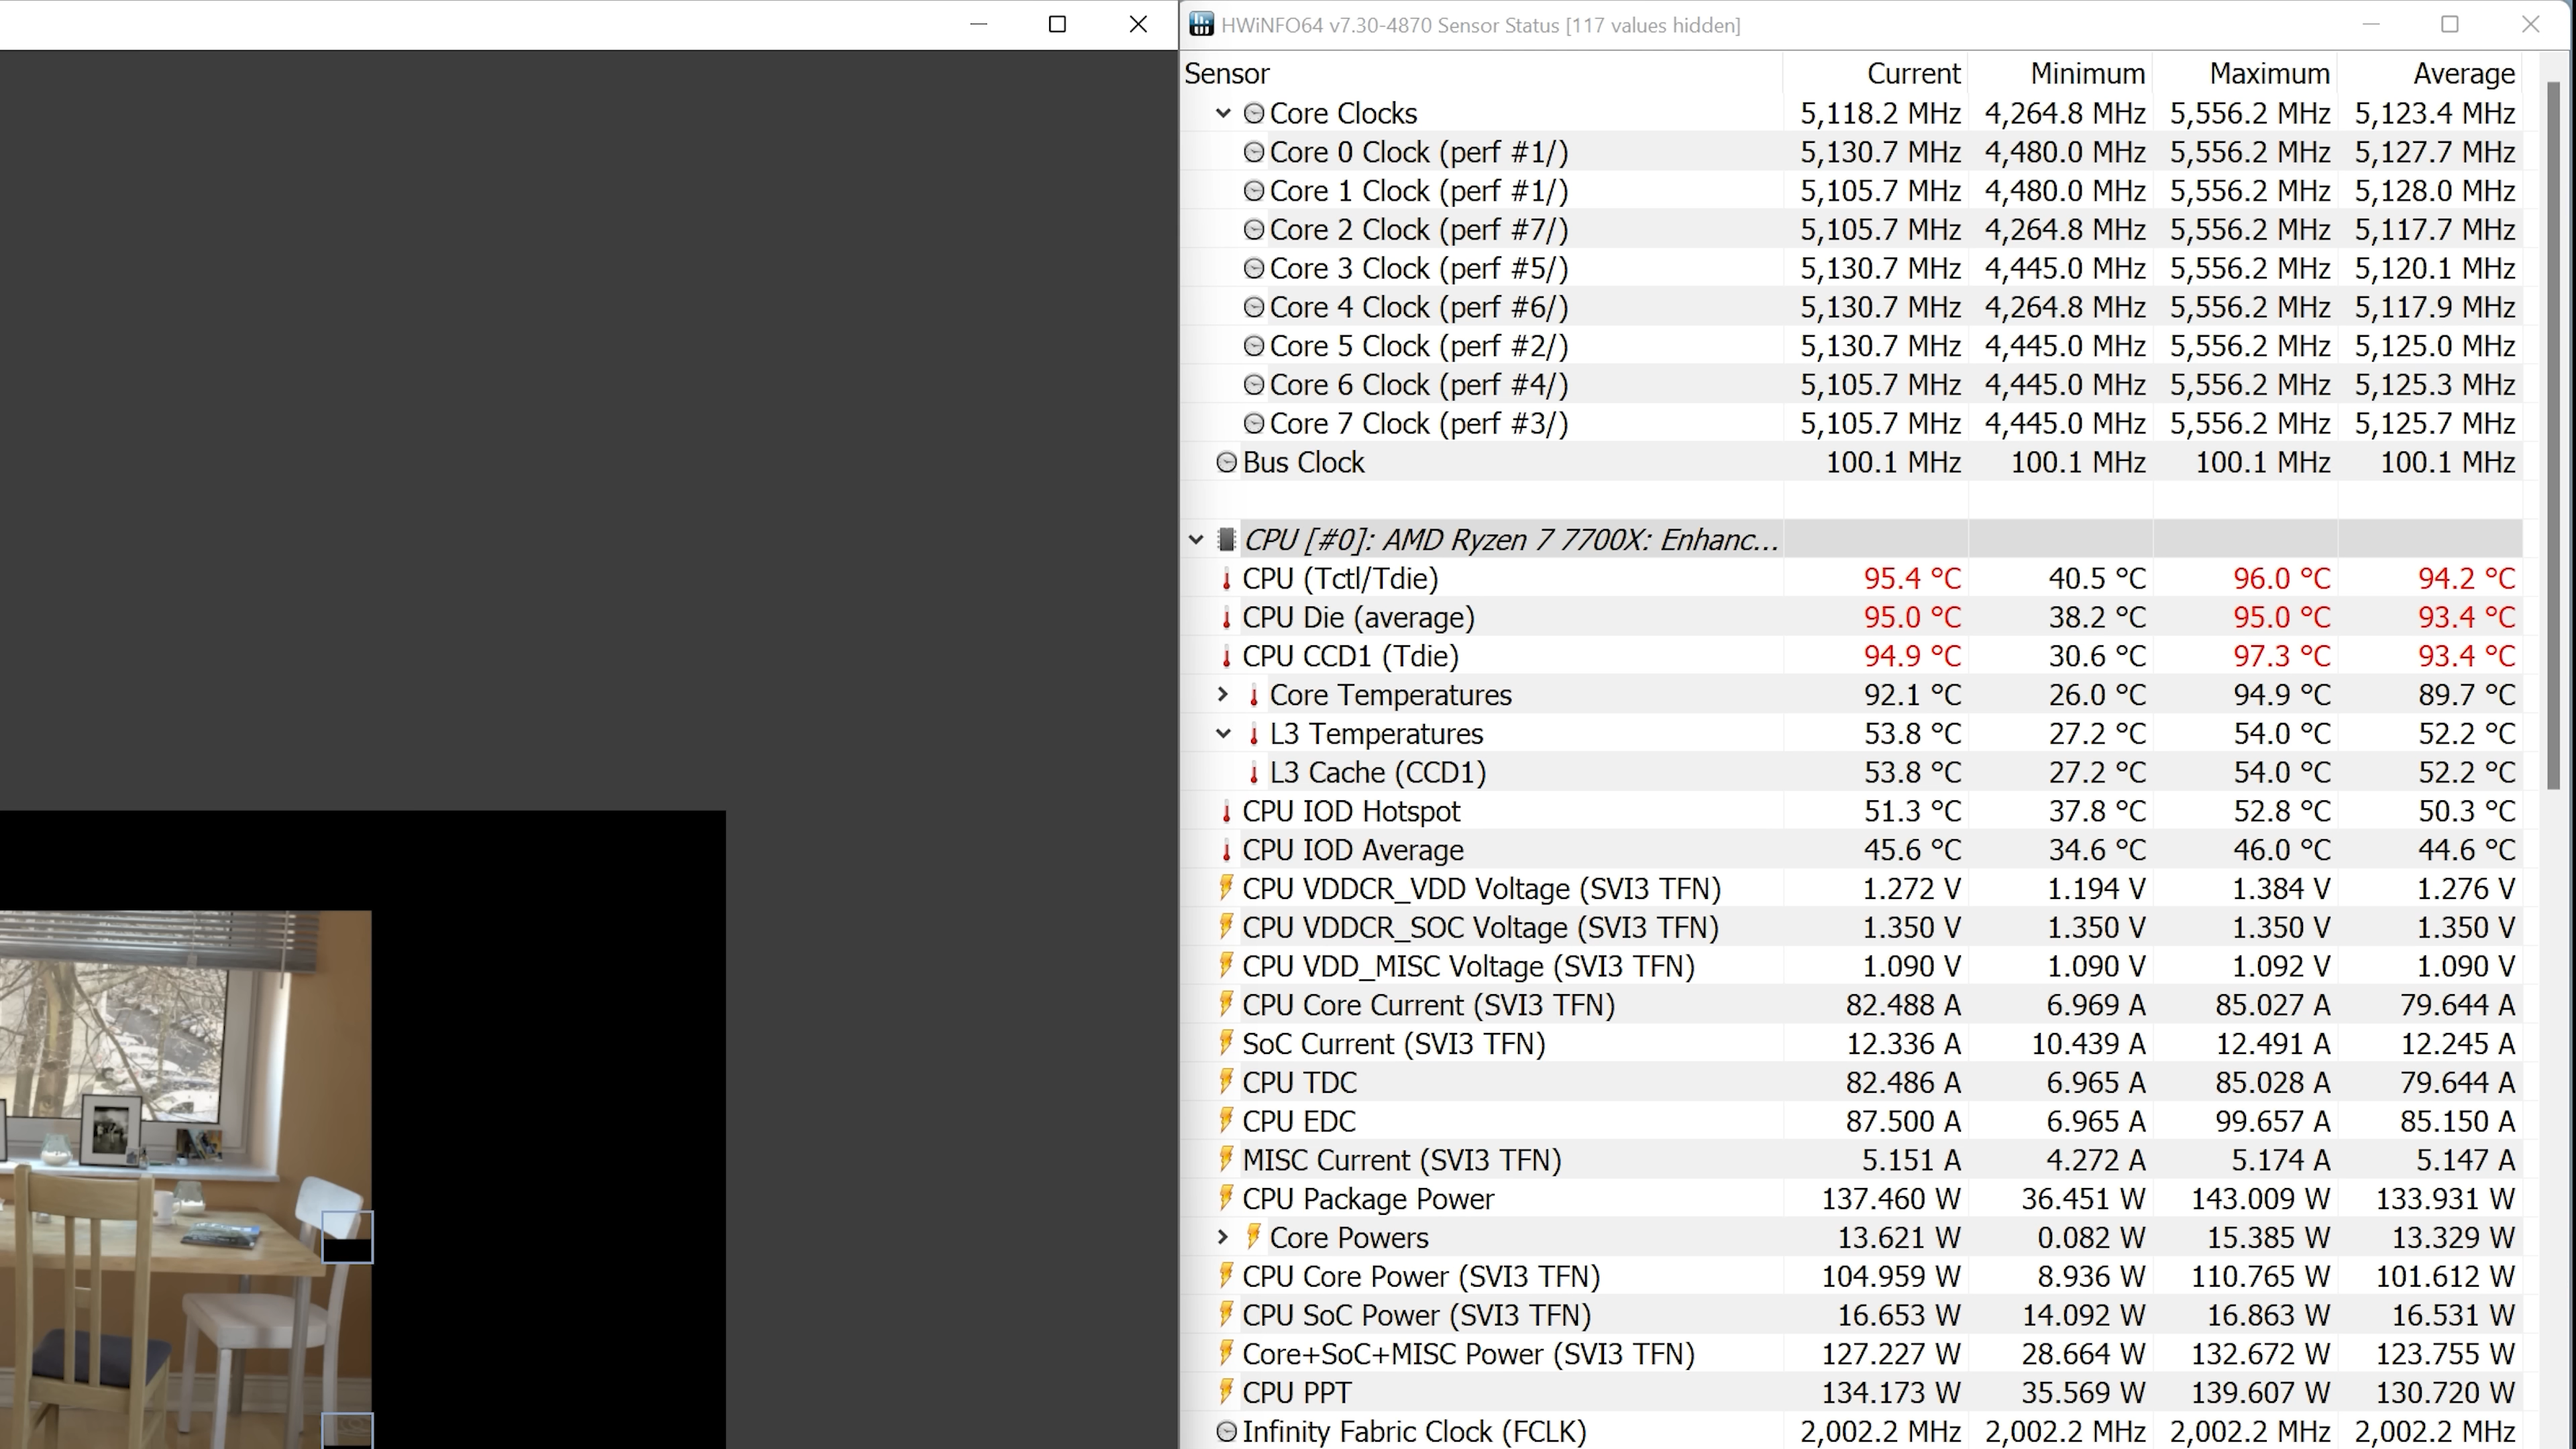 HWiNFO64 v7.30-4870 Sensor Status [117 values hidden]
Sensor Current Minimum Maximum Average
Core Clocks 5,118.2 MHz 4,264.8 MHz 5,556.2 MHz 5,123.4 MHz
Core 0 Clock (perf #1/) 5,130.7 MHz 4,480.0 MHz 5,556.2 MHz 5,127.7 MHz
Core 1 Clock (perf #1/) 5,105.7 MHz 4,480.0 MHz 5,556.2 MHz 5,128.0 MHz
Core 2 Clock (perf #7/) 5,105.7 MHz 4,264.8 MHz 5,556.2 MHz 5,117.7 MHz
Core 3 Clock (perf #5/) 5,130.7 MHz 4,445.0 MHz 5,556.2 MHz 5,120.1 MHz
Core 4 Clock (perf #6/) 5,130.7 MHz 4,264.8 MHz 5,556.2 MHz 5,117.9 MHz
Core 5 Clock (perf #2/) 5,130.7 MHz 4,445.0 MHz 5,556.2 MHz 5,125.0 MHz
Core 6 Clock (perf #4/) 5,105.7 MHz 4,445.0 MHz 5,556.2 MHz 5,125.3 MHz
Core 7 Clock (perf #3/) 5,105.7 MHz 4,445.0 MHz 5,556.2 MHz 5,125.7 MHz
Bus Clock 100.1 MHz 100.1 MHz 100.1 MHz 100.1 MHz
CPU [#0]: AMD Ryzen 7 7700X: Enhanc...
CPU (Tctl/Tdie) 95.4 °C 40.5 °C 96.0 °C 94.2 °C
CPU Die (average) 95.0 °C 38.2 °C 95.0 °C 93.4 °C
CPU CCD1 (Tdie) 94.9 °C 30.6 °C 97.3 °C 93.4 °C
Core Temperatures 92.1 °C 26.0 °C 94.9 °C 89.7 °C
L3 Temperatures 53.8 °C 27.2 °C 54.0 °C 52.2 °C
L3 Cache (CCD1) 53.8 °C 27.2 °C 54.0 °C 52.2 °C
CPU IOD Hotspot 51.3 °C 37.8 °C 52.8 °C 50.3 °C
CPU IOD Average 45.6 °C 34.6 °C 46.0 °C 44.6 °C
CPU VDDCR_VDD Voltage (SVI3 TFN) 1.272 V 1.194 V 1.384 V 1.276 V
CPU VDDCR_SOC Voltage (SVI3 TFN) 1.350 V 1.350 V 1.350 V 1.350 V
CPU VDD_MISC Voltage (SVI3 TFN) 1.090 V 1.090 V 1.092 V 1.090 V
CPU Core Current (SVI3 TFN) 82.488 A 6.969 A 85.027 A 79.644 A
SoC Current (SVI3 TFN) 12.336 A 10.439 A 12.491 A 12.245 A
CPU TDC 82.486 A 6.965 A 85.028 A 79.644 A
CPU EDC 87.500 A 6.965 A 99.657 A 85.150 A
MISC Current (SVI3 TFN) 5.151 A 4.272 A 5.174 A 5.147 A
CPU Package Power 137.460 W 36.451 W 143.009 W 133.931 W
Core Powers 13.621 W 0.082 W 15.385 W 13.329 W
CPU Core Power (SVI3 TFN) 104.959 W 8.936 W 110.765 W 101.612 W
CPU SoC Power (SVI3 TFN) 16.653 W 14.092 W 16.863 W 16.531 W
Core+SoC+MISC Power (SVI3 TFN) 127.227 W 28.664 W 132.672 W 123.755 W
CPU PPT 134.173 W 35.569 W 139.607 W 130.720 W
Infinity Fabric Clock (FCLK) 2,002.2 MHz 2,002.2 MHz 2,002.2 MHz 2,002.2 MHz